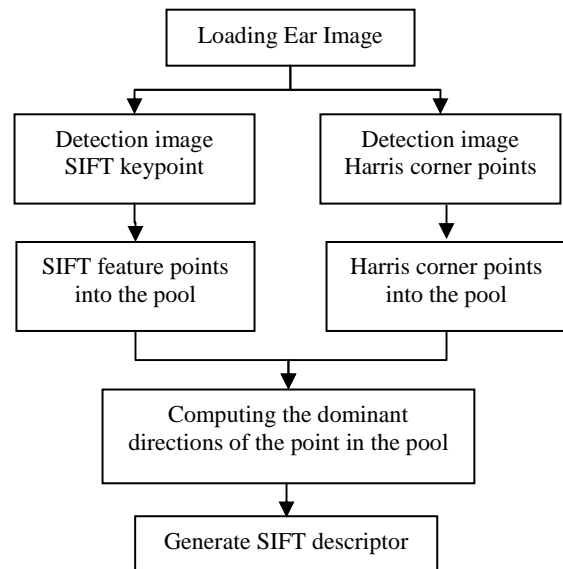 Loading Ear Image
Detection image
SIFT keypoint
Detection image
Harris corner points
SIFT feature points
into the pool
Harris corner points
into the pool
Computing the dominant
directions of the point in the pool
Generate SIFT descriptor